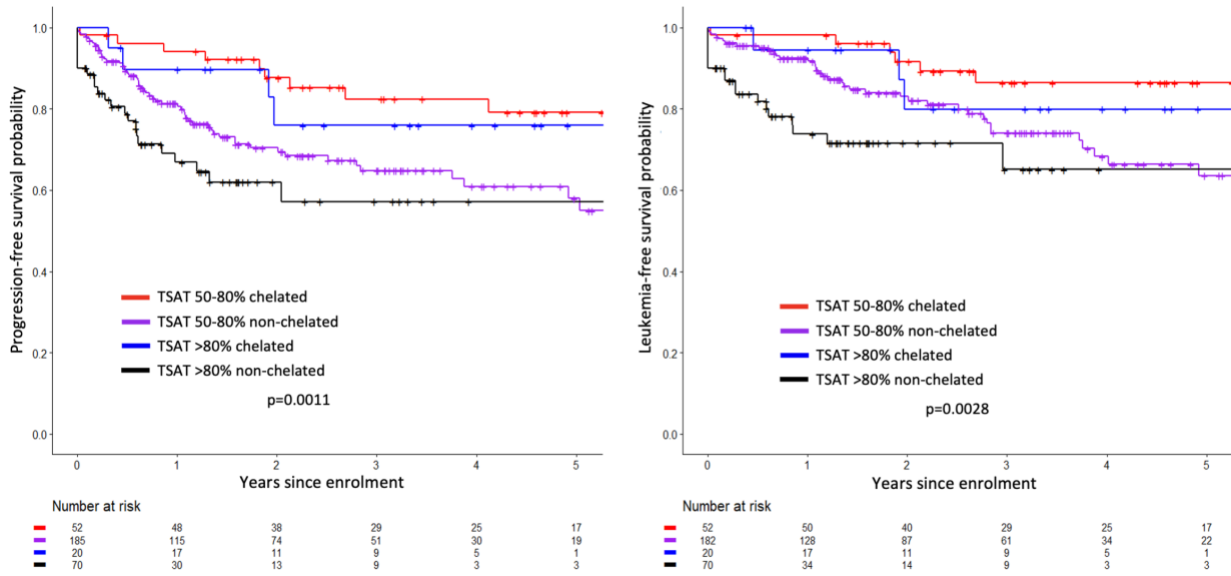 Progression-free survival probability
1.0
0.8
0.6
0.4
0.2
0.0
TSAT 50-80% chelated
TSAT 50-80% non-chelated
TSAT >80% chelated
TSAT >80% non-chelated
p=0.0011
0 1 2 3 4 5
Years since enrolment
Number at risk
52 48 38 29 25 17
185 115 74 51 30 19
20 17 11 9 5 1
70 30 13 9 3 3
Leukemia-free survival probability
1.0
0.8
0.6
0.4
0.2
0.0
TSAT 50-80% chelated
TSAT 50-80% non-chelated
TSAT >80% chelated
TSAT >80% non-chelated
p=0.0028
0 1 2 3 4 5
Years since enrolment
Number at risk
52 50 40 29 25 17
182 128 87 61 34 22
20 17 11 9 5 1
70 34 14 9 3 3